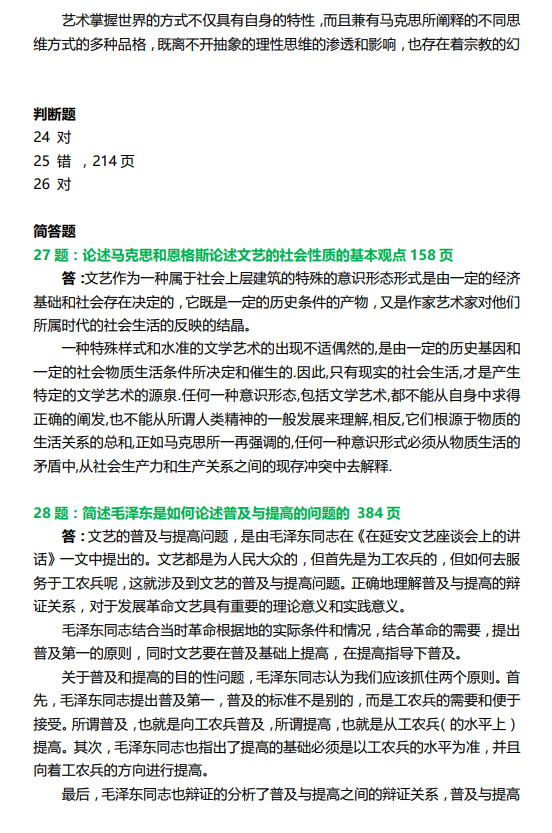 艺术掌握世界的方式不仅具有自身的特性,而且兼有马克思所阐释的不同思
维方式的多种品格,既离不开抽象的理性思维的渗透和影响,也存在着宗教的幻
判断题
24 对
25 错 ,214 页
26 对
简答题
27 题:论述马克思和恩格斯论述文艺的社会性质的基本观点 158 页
答:文艺作为一种属于社会上层建筑的特殊的意识形态形式是由一定的经济
基础和社会存在决定的,它既是一定的历史条件的产物,又是作家艺术家对他们
所属时代的社会生活的反映的结晶。
一种特殊样式和水准的文学艺术的出现不适偶然的,是由一定的历史基因和
一定的社会物质生活条件所决定和催生的.因此,只有现实的社会生活,才是产生
特定的文学艺术的源泉.任何一种意识形态,包括文学艺术,都不能从自身中求得
正确的阐发,也不能从所谓人类精神的一般发展来理解,相反,它们根源于物质的
生活关系的总和,正如马克思所一再强调的,任何一种意识形式必须从物质生活的
矛盾中,从社会生产力和生产关系之间的现存冲突中去解释.
28 题:简述毛泽东是如何论述普及与提高的问题的 384 页
答:文艺的普及与提高问题,是由毛泽东同志在《在延安文艺座谈会上的讲
话》一文中提出的。文艺都是为人民大众的,但首先是为工农兵的,但如何去服
务于工农兵呢,这就涉及到文艺的普及与提高问题。正确地理解普及与提高的辩
证关系,对于发展革命文艺具有重要的理论意义和实践意义。
毛泽东同志结合当时革命根据地的实际条件和情况,结合革命的需要,提出
普及第一的原则,同时文艺要在普及基础上提高,在提高指导下普及。
关于普及和提高的目的性问题,毛泽东同志认为我们应该抓住两个原则。首
先,毛泽东同志提出普及第一,普及的标准不是别的,而是工农兵的需要和便于
接受。所谓普及,也就是向工农兵普及,所谓提高,也就是从工农兵(的水平上)
提高。其次,毛泽东同志也指出了提高的基础必须是以工农兵的水平为准,并且
向着工农兵的方向进行提高。
最后,毛泽东同志也辩证的分析了普及与提高之间的辩证关系,普及与提高